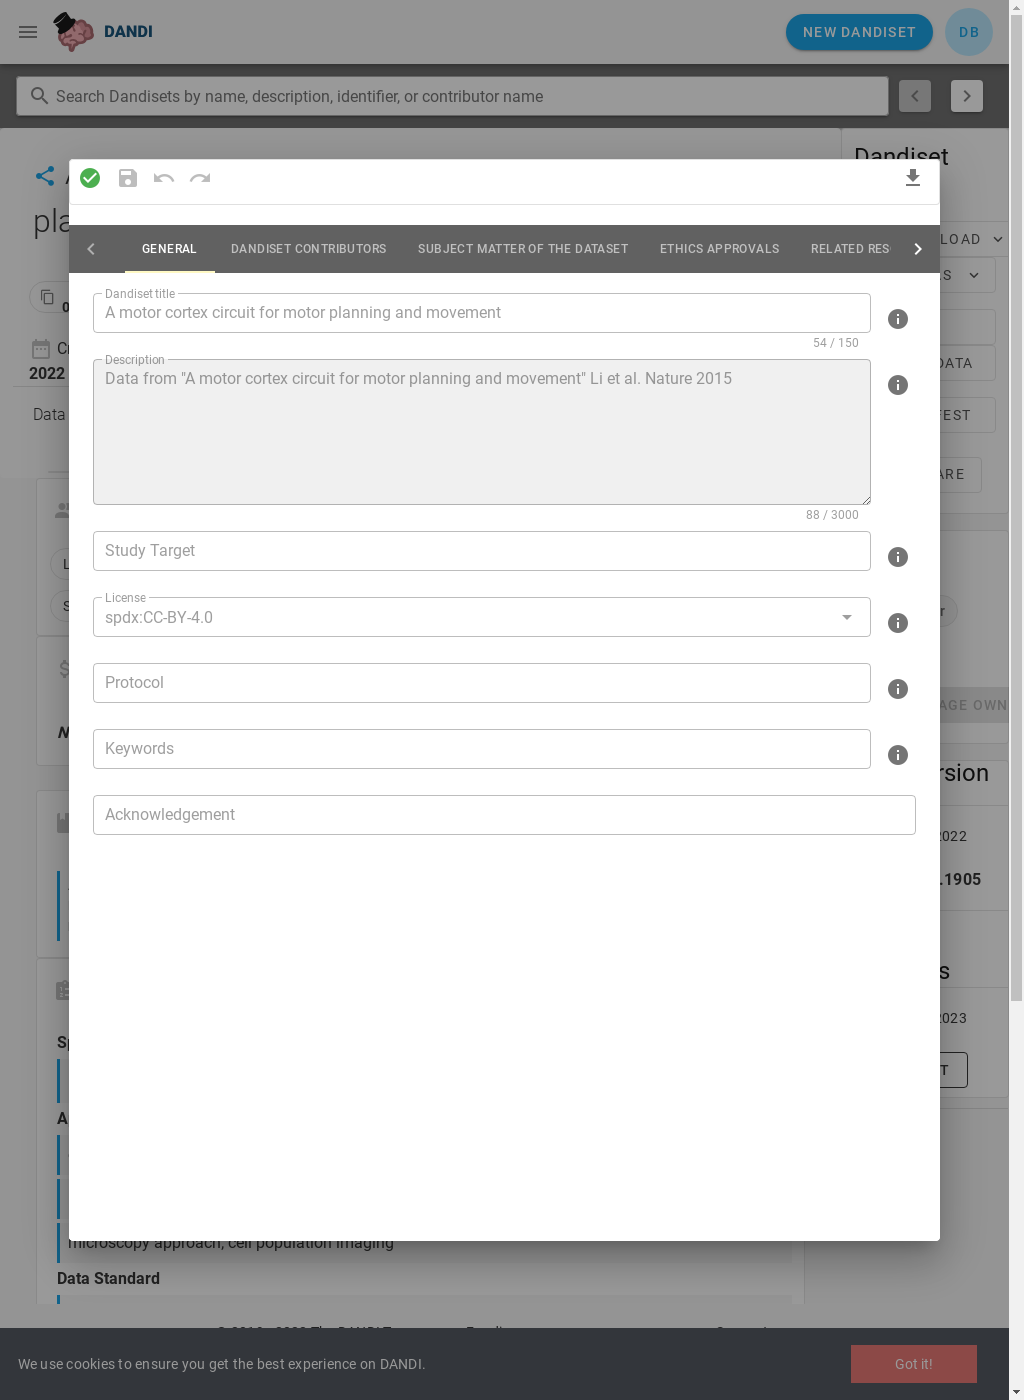 DANDI
NEW DANDISET
DB
Search Dandisets by name, description, identifier, or contributor name
Dandiset
GENERAL
DANDISET CONTRIBUTORS
SUBJECT MATTER OF THE DATASET
ETHICS APPROVALS
RELATED
Dandiset title
A motor cortex circuit for motor planning and movement
54 / 150
Description
Data from "A motor cortex circuit for motor planning and movement" Li et al. Nature 2015
88 / 3000
Study Target
License
spdx:CC-BY-4.0
Protocol
Keywords
Acknowledgement
2022
Data
microscopy approach, cell population imaging
Data Standard
We use cookies to ensure you get the best experience on DANDI.
Got it!